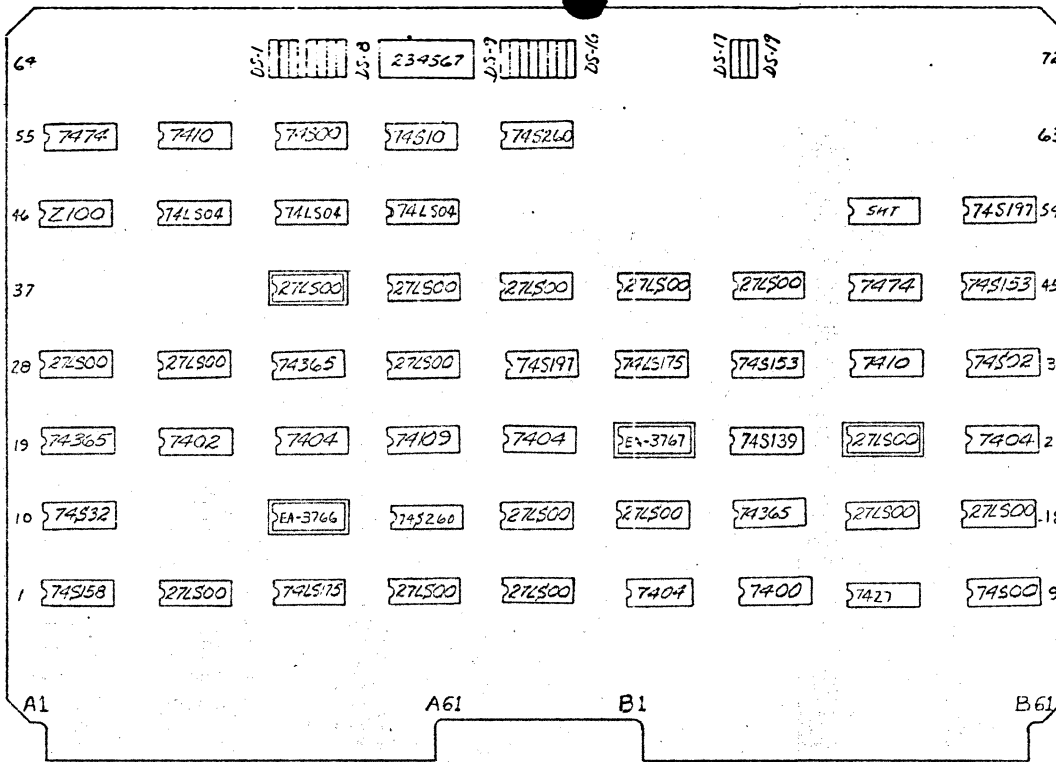 64 DS-1 DS-8 234567 DS-9 DS-16 DS-17 DS-19 72
55 7474 7410 74S00 74S10 74S260 63
46 Z100 74LS04 74LS04 74LS04 SHT 74S197 54
37 27LS00 27LS00 27LS00 27LS00 27LS00 7474 74S153 45
28 27LS00 27LS00 74365 27LS00 74S197 74LS175 74S153 7410 74S02 3
19 74365 7402 7404 74109 7404 EA-3767 74S139 27LS00 7404 2
10 74S32 EA-3766 74S260 27LS00 27LS00 74365 27LS00 27LS00 18
1 74S158 27LS00 74LS175 27LS00 27LS00 7404 7400 7427 74S00 9
A1 A61 B1 B61